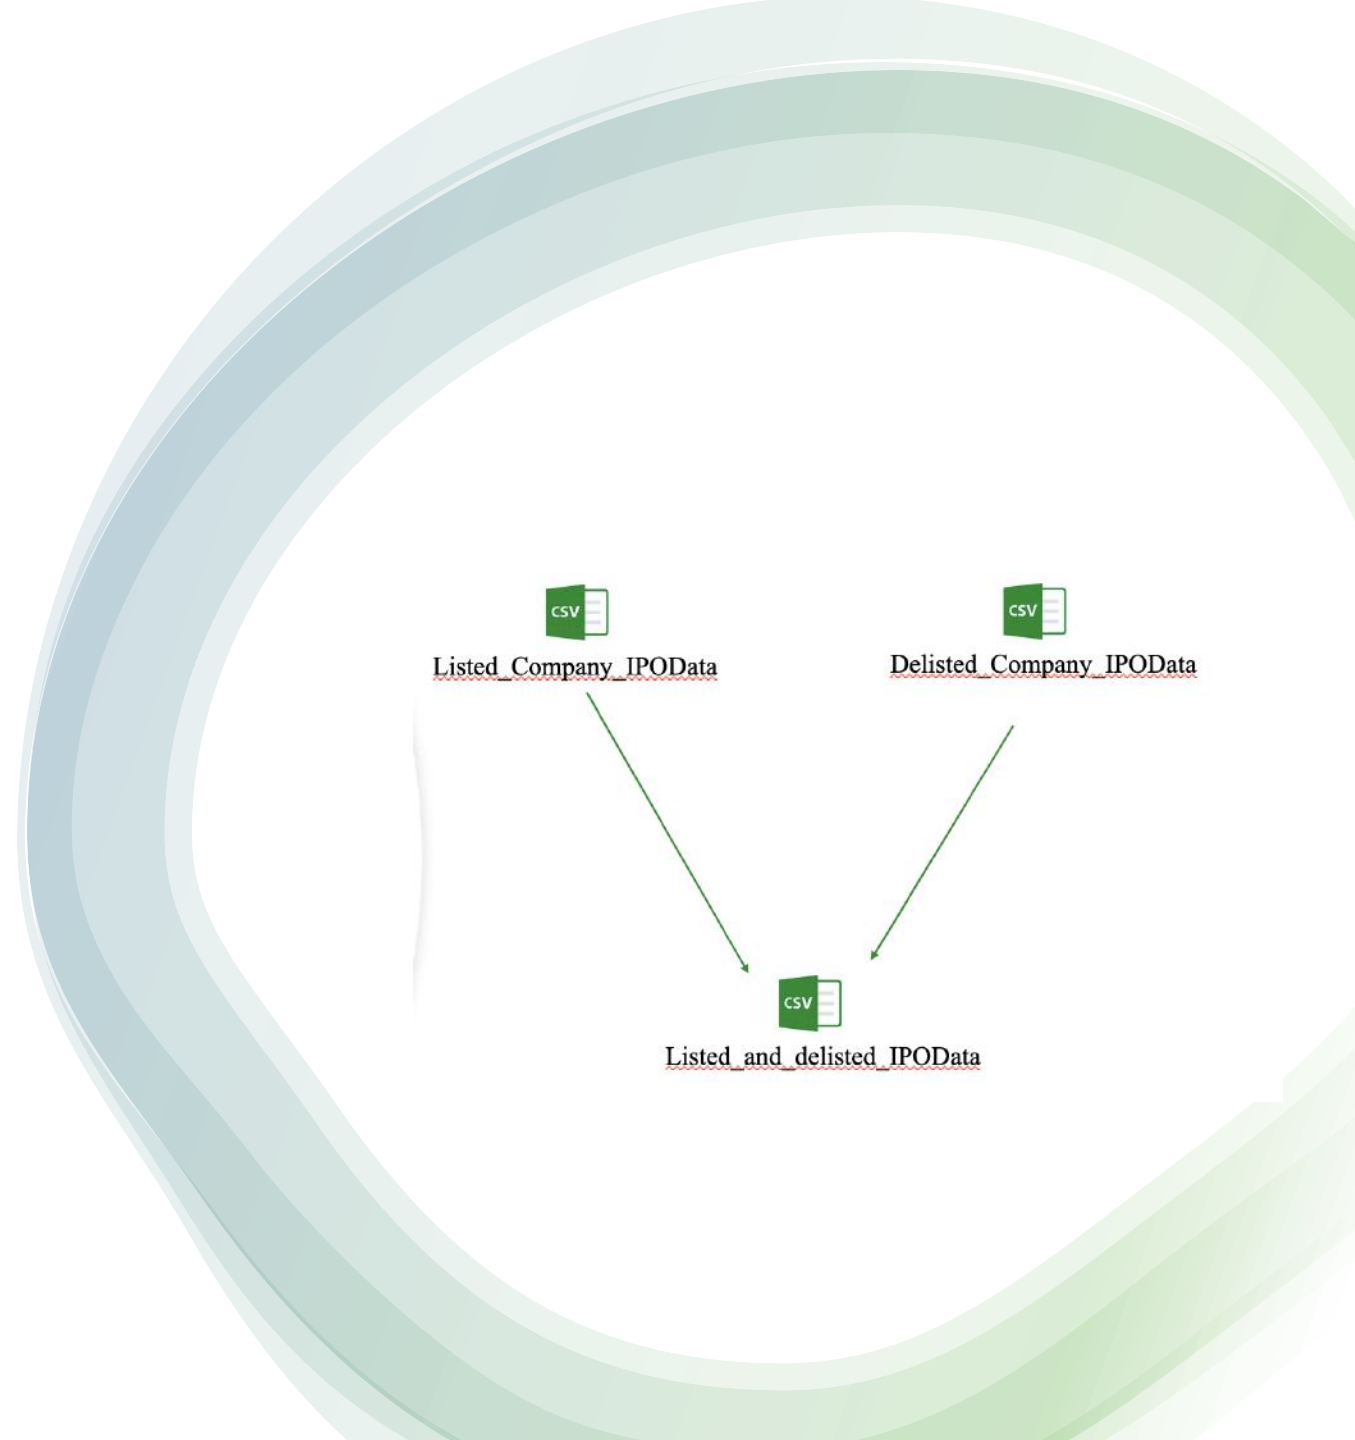 CSV
CSV
Listed_Company_IPOData
Delisted_Company_IPOData
CSV
Listed_and_delisted_IPOData